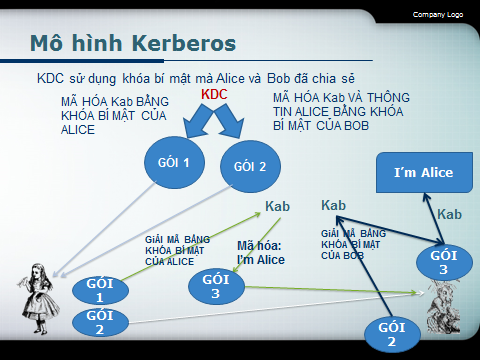 Company Logo
Mô hình Kerberos
KDC sử dụng khóa bí mật mà Alice và Bob đã chia sẻ
KDC
MÃ HÓA Kab BẰNG
KHÓA BÍ MẬT CỦA
ALICE
MÃ HÓA Kab VÀ THÔNG
TIN ALICE BẰNG KHÓA
BÍ MẬT CỦA BOB
GÓI 1
GÓI 2
I'm Alice
Kab
Kab
Kab
GIẢI MÃ BẰNG
KHÓA BÍ MẬT
CỦA ALICE
Mã hóa:
I'm Alice
GIẢI MÃ BẰNG
KHÓA BÍ MẬT
CỦA BOB
GÓI
3
GÓI
1
GÓI
3
GÓI
2
GÓI
2